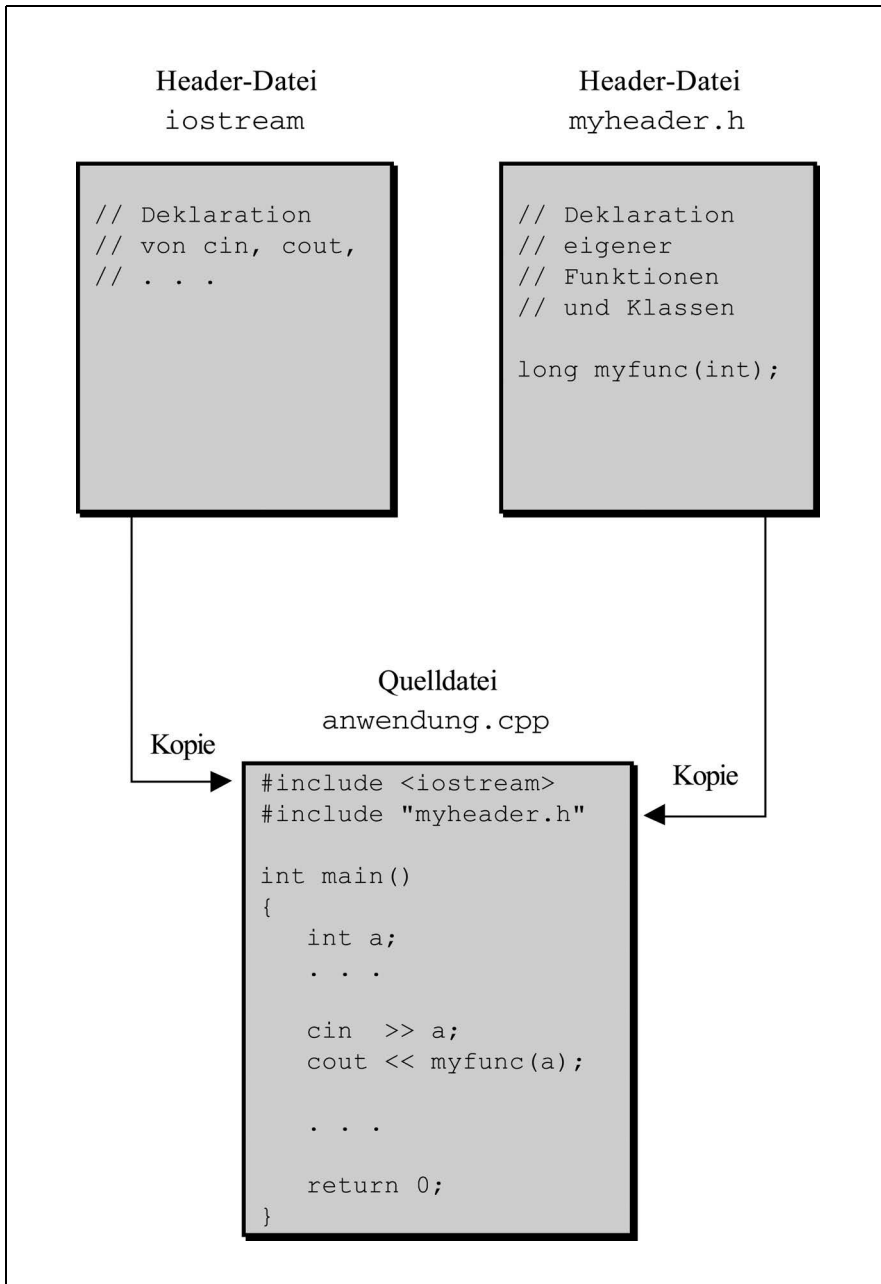 Header-Datei
iostream
// Deklaration
// von cin, cout,
// . . .
Header-Datei
myheader.h
// Deklaration
// eigener
// Funktionen
// und Klassen
long myfunc(int);
Kopie
Kopie
Quelldatei
anwendung.cpp
#include <iostream>
#include "myheader.h"
int main()
{
   int a;
   . . .
   cin  >> a;
   cout << myfunc(a);
   . . .
   return 0;
}